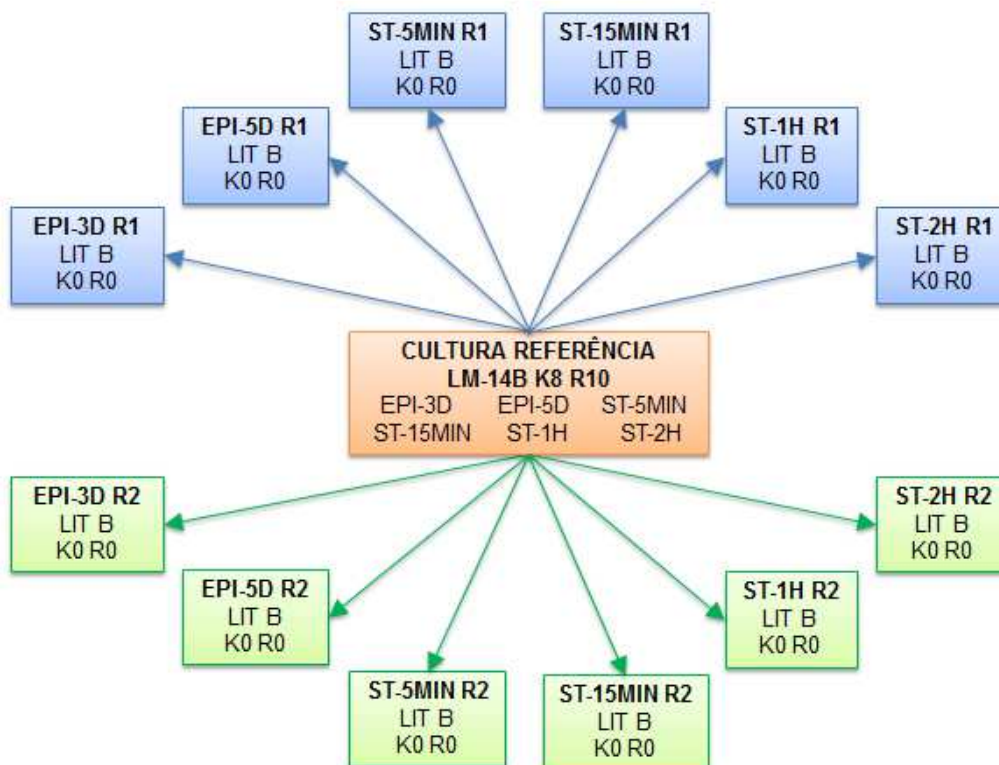 ST-5MIN R1
LIT B
K0 R0
ST-15MIN R1
LIT B
K0 R0
EPI-5D R1
LIT B
K0 R0
ST-1H R1
LIT B
K0 R0
EPI-3D R1
LIT B
K0 R0
ST-2H R1
LIT B
K0 R0
CULTURA REFERÊNCIA
LM-14B K8 R10
EPI-3D EPI-5D ST-5MIN
ST-15MIN ST-1H ST-2H
EPI-3D R2
LIT B
K0 R0
ST-2H R2
LIT B
K0 R0
EPI-5D R2
LIT B
K0 R0
ST-1H R2
LIT B
K0 R0
ST-5MIN R2
LIT B
K0 R0
ST-15MIN R2
LIT B
K0 R0